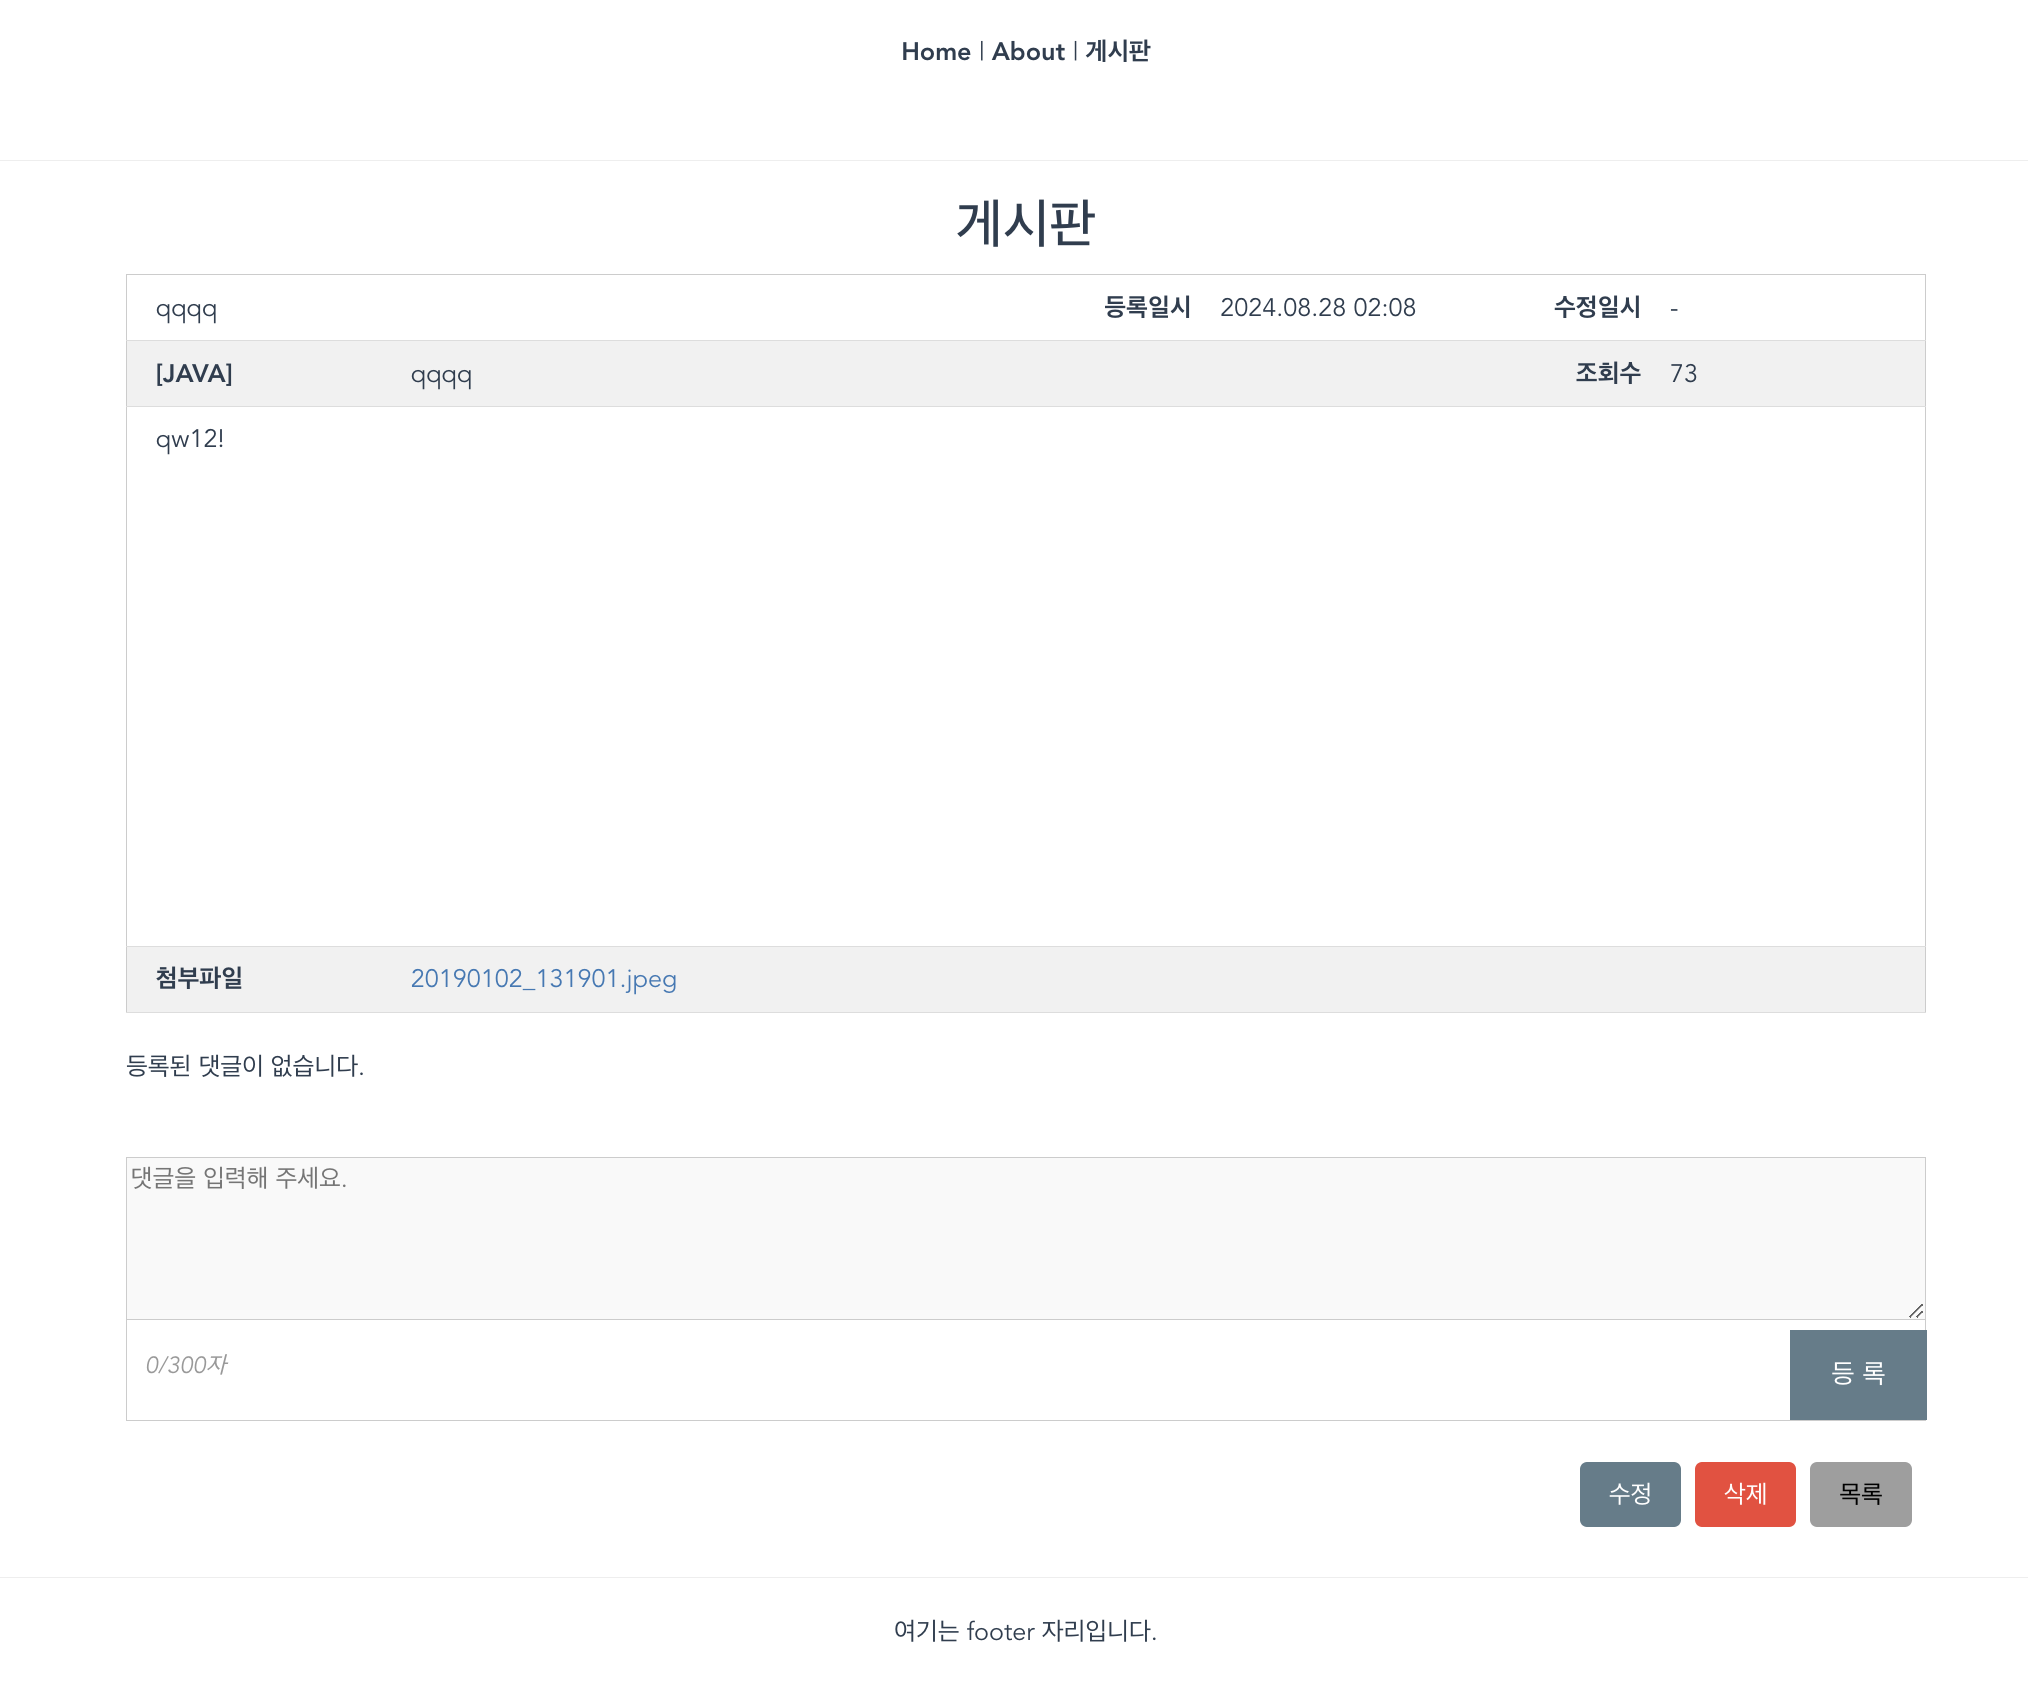 Home | About | 게시판
게시판
qqqq 등록일시 2024.08.28 02:08 수정일시 -
[JAVA] qqqq 조회수 73
qw12!
첨부파일 20190102_131901.jpeg
등록된 댓글이 없습니다.
댓글을 입력해 주세요.
0/300자 등 록
수정 삭제 목록
여기는 footer 자리입니다.